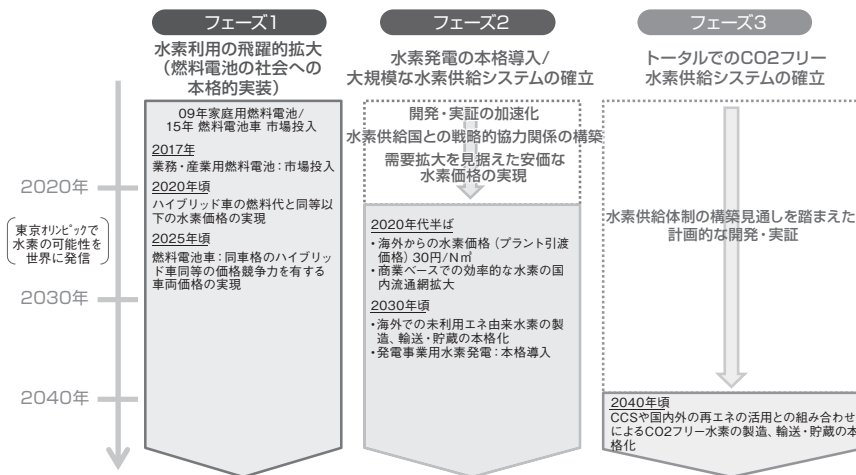 フェーズ1
水素利用の飛躍的拡大
（燃料電池の社会への
本格的実装）
09年家庭用燃料電池/
15年 燃料電池車 市場投入
2017年
業務・産業用燃料電池：市場投入
2020年頃
ハイブリッド車の燃料代と同等以
下の水素価格の実現
2025年頃
燃料電池車：同車格のハイブリッ
ド車同等の価格競争力を有する
車両価格の実現
フェーズ2
水素発電の本格導入/
大規模な水素供給システムの確立
開発・実証の加速化
水素供給国との戦略的協力関係の構築
需要拡大を見据えた安価な
水素価格の実現
2020年代半ば
・海外からの水素価格（プラント引渡
価格）30円/N㎥
・商業ベースでの効率的な水素の国
内流通網拡大
2030年頃
・海外での未利用エネ由来水素の製
造、輸送・貯蔵の本格化
・発電事業用水素発電：本格導入
フェーズ3
トータルでのCO2フリー
水素供給システムの確立
水素供給体制の構築見通しを踏まえた
計画的な開発・実証
2040年頃
CCSや国内外の再エネの活用との組み合わせ
によるCO2フリー水素の製造、輸送・貯蔵の本
格化
2020年
東京オリンピックで
水素の可能性を
世界に発信
2030年
2040年